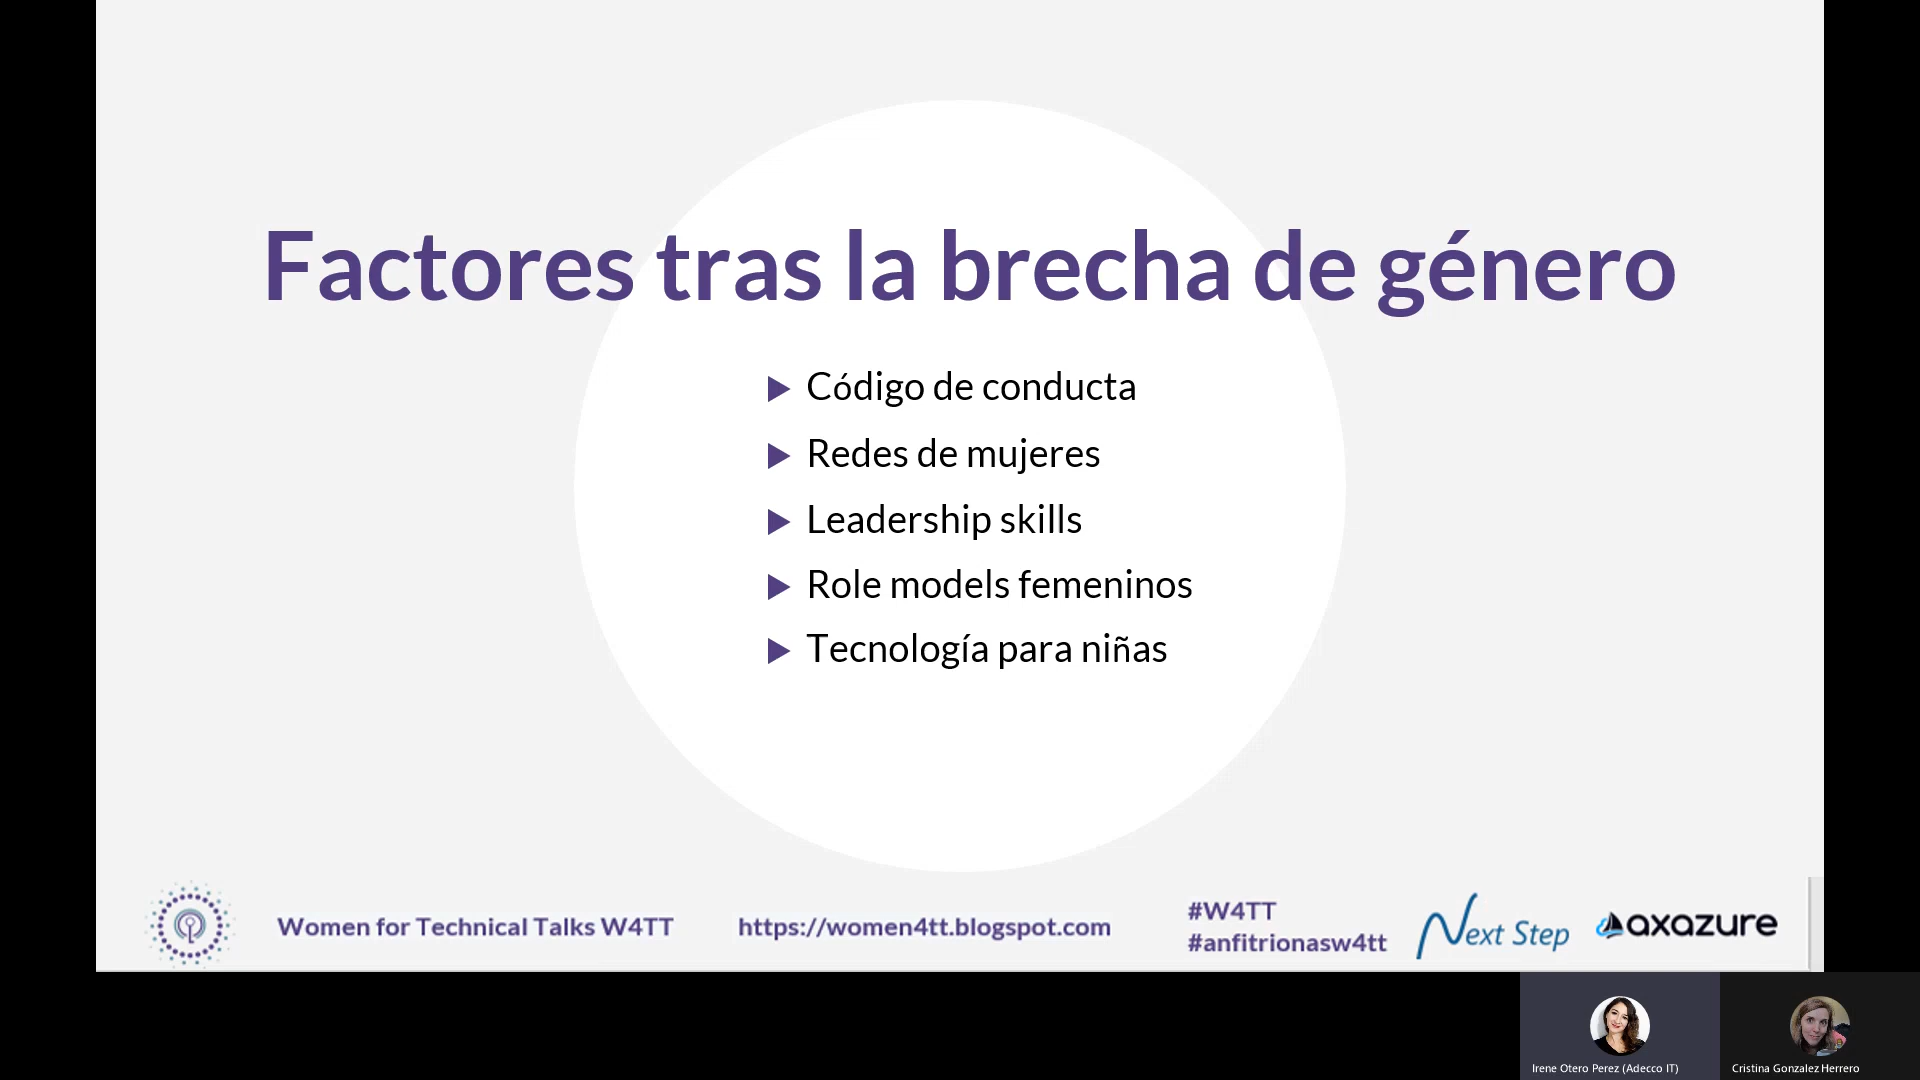 Factores tras la brecha de género
Código de conducta
Redes de mujeres
Leadership skills
Role models femeninos
Tecnología para niñas
Women for Technical Talks W4TT
https://women4tt.blogspot.com
#W4TT
#anfitrionasw4tt
Next Step
axazure
Irene Otero Perez (Adecco IT)
Cristina Gonzalez Herrero